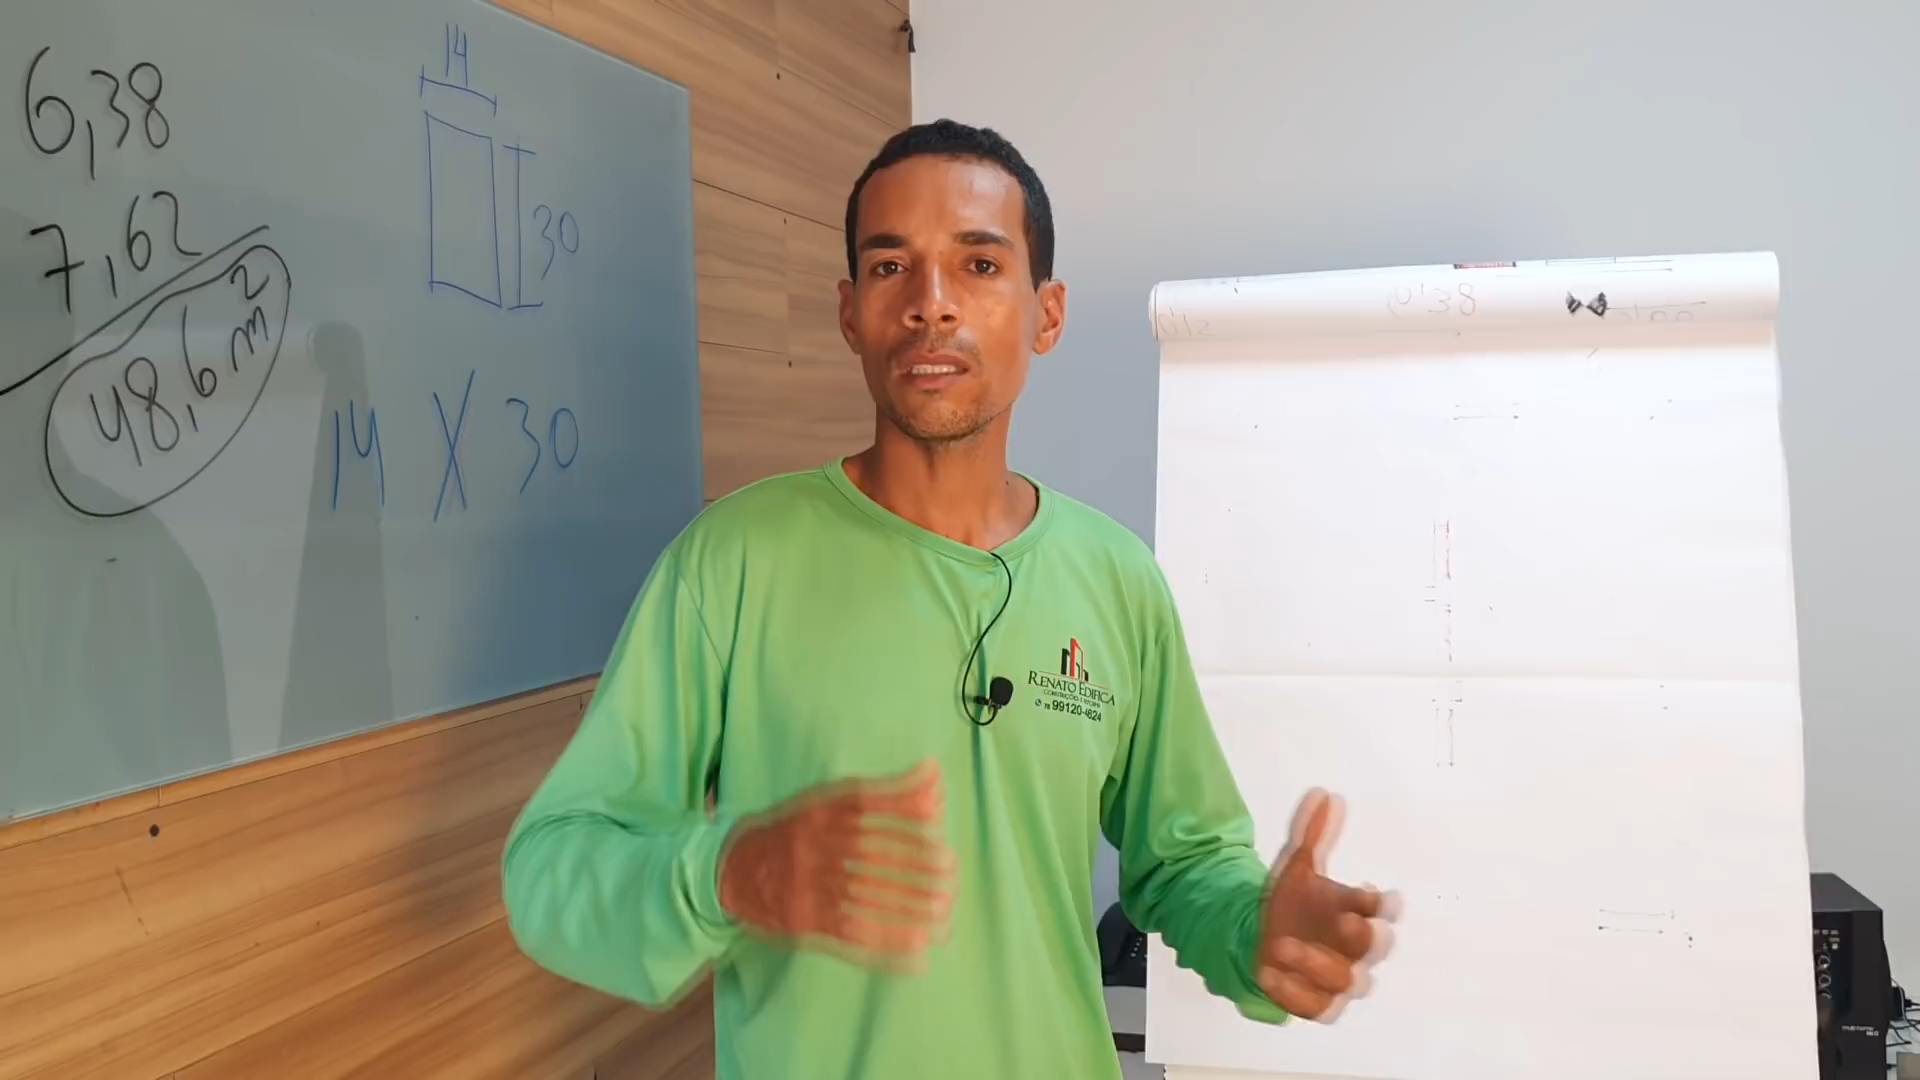 6,38
7,62
48,6 m²
14
30
14 X 30
RENATO EDIFICA
99120-4624